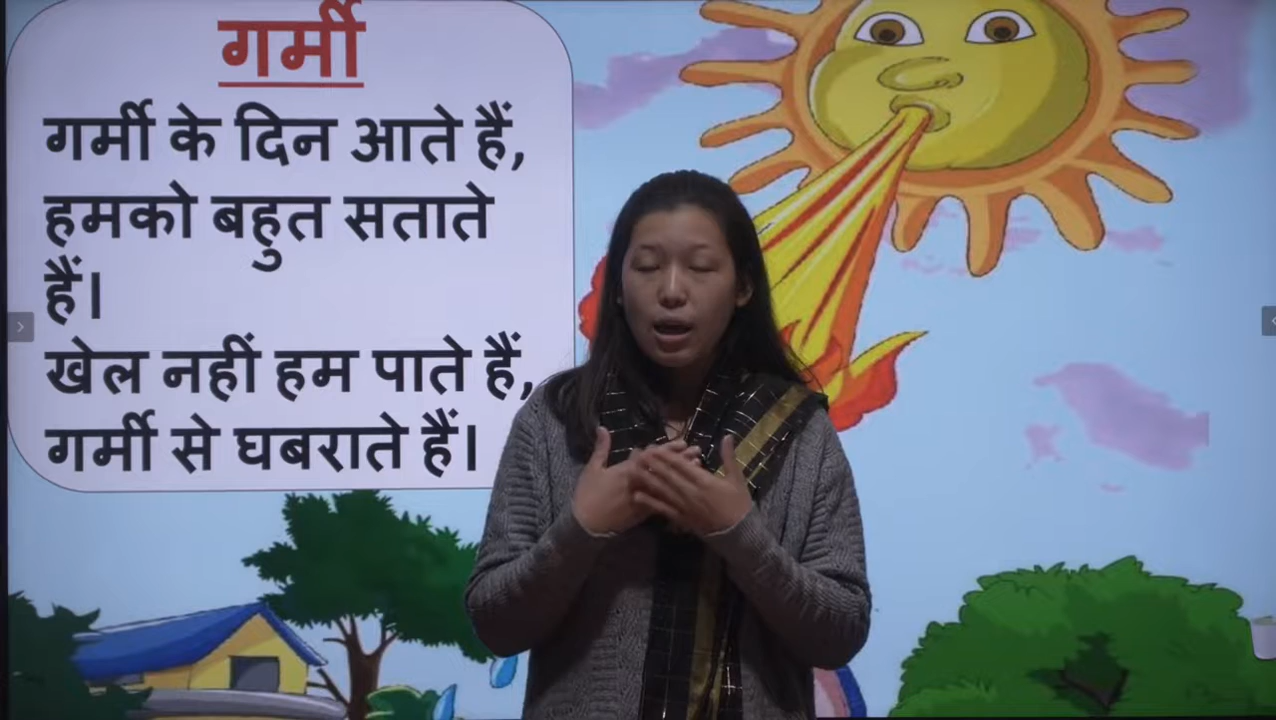 गर्मी
गर्मी के दिन आते हैं,
हमको बहुत सताते
हैं।
खेल नहीं हम पाते हैं,
गर्मी से घबराते हैं।